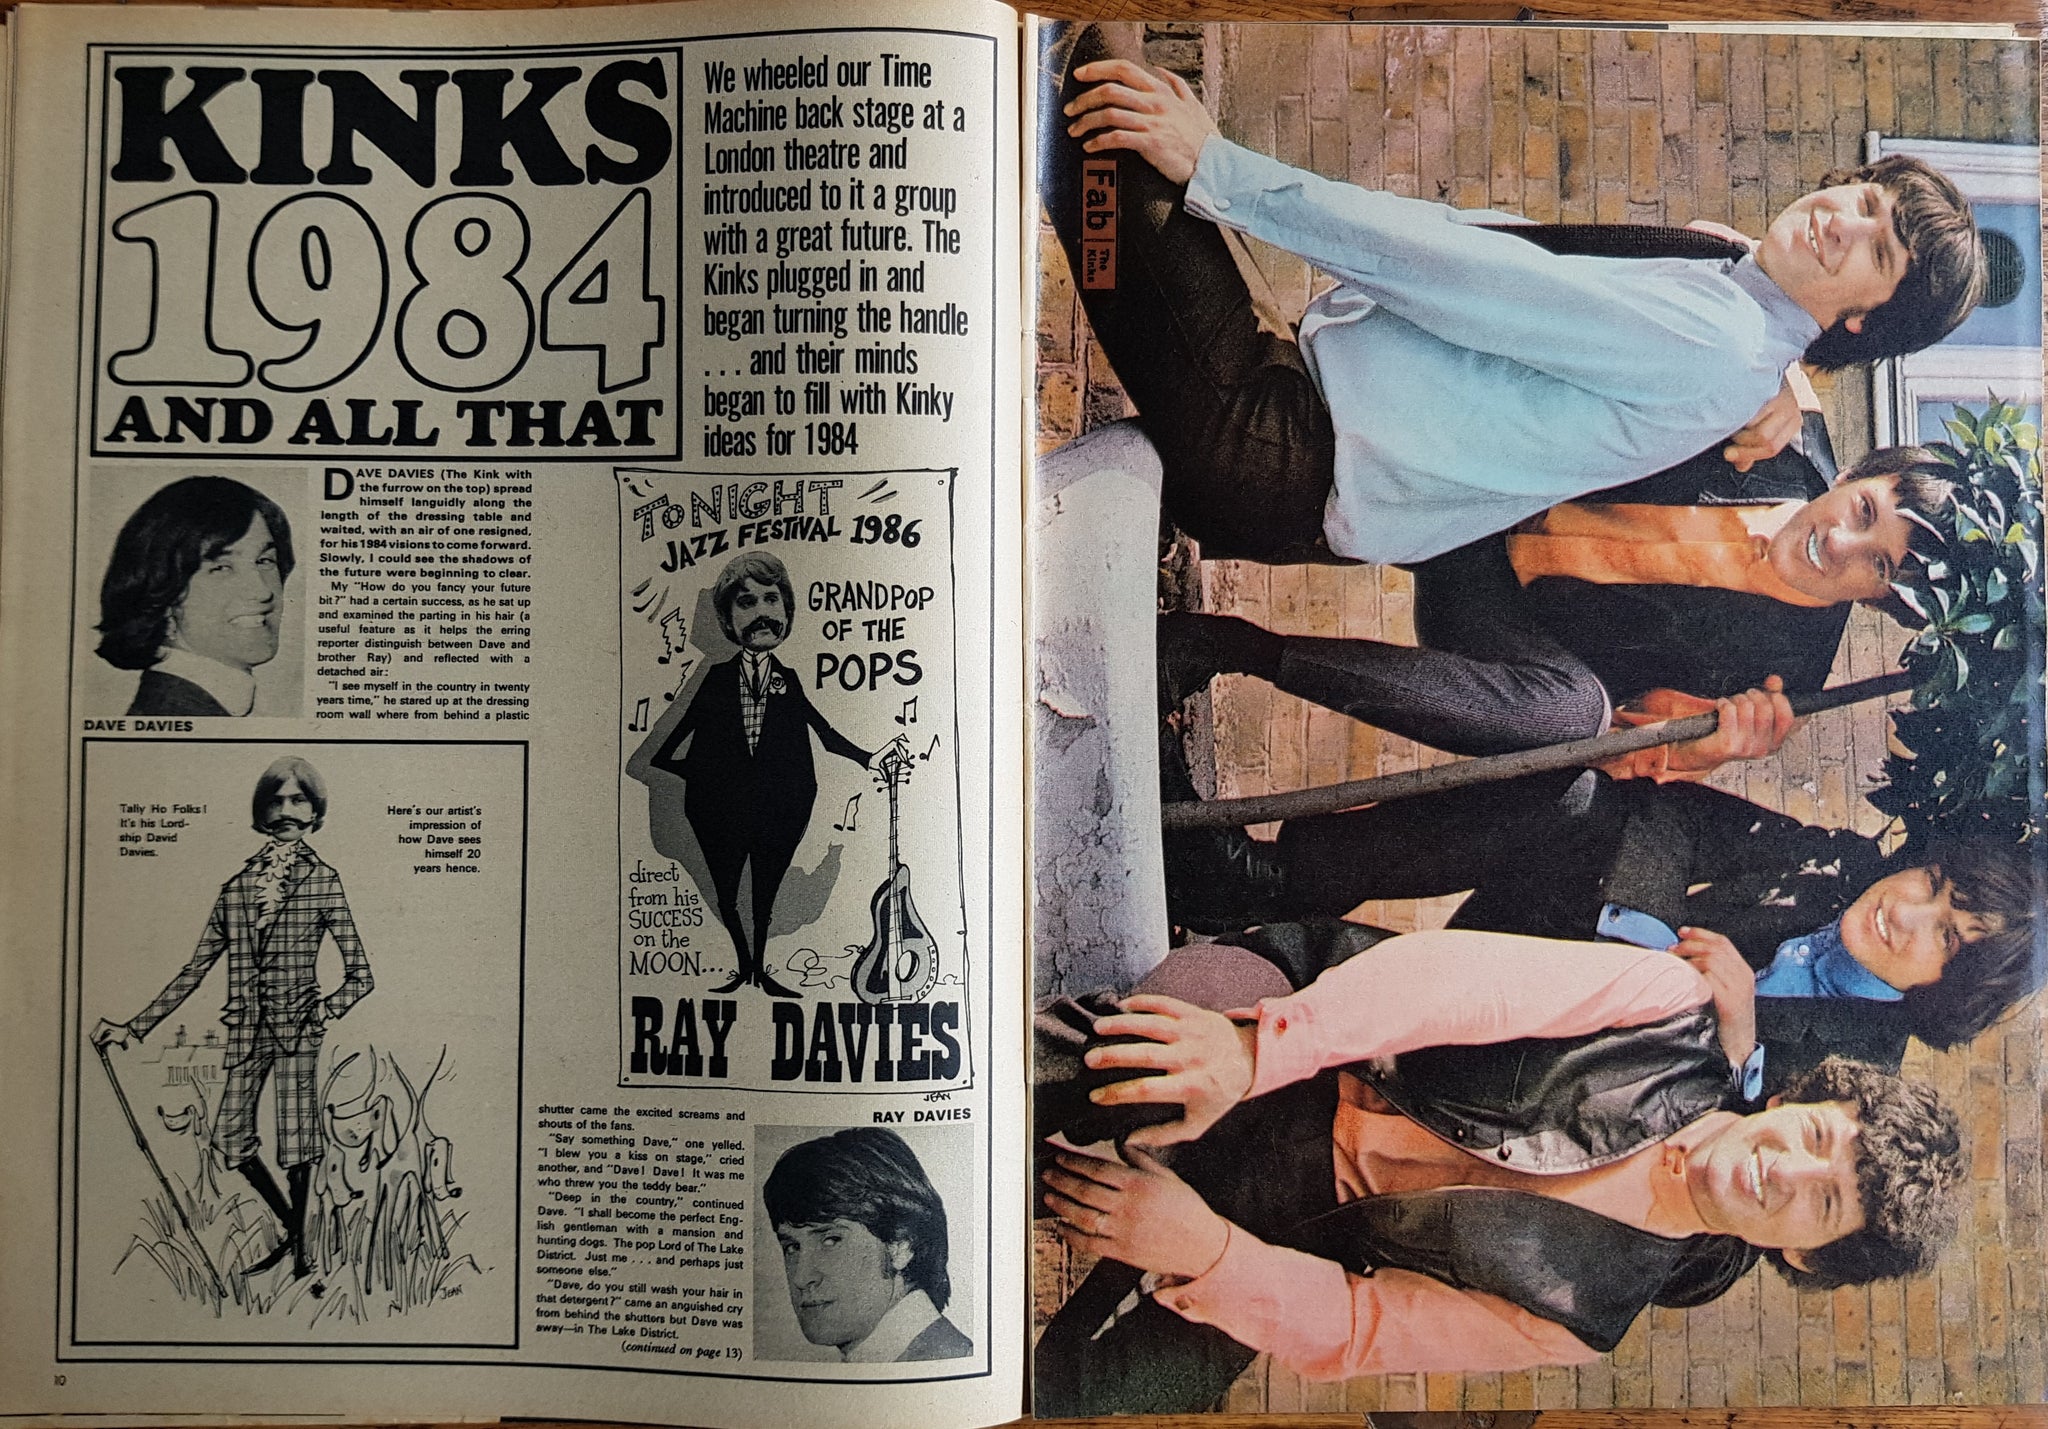 KINKS
1984
AND ALL THAT
We wheeled our Time
Machine back stage at a
London theatre and
introduced to it a group
with a great future. The
Kinks plugged in and
began turning the handle
... and their minds
began to fill with Kinky
ideas for 1984
DAVE DAVIES (The Kink with
the furrow on the top) spread
himself languidly along the
length of the dressing table and
waited, with an air of one resigned,
for his 1984 visions to come forward.
Slowly, I could see the shadows of
the future were beginning to clear.
My "How do you fancy your future
bit?" had a certain success, as he sat up
and examined the parting in his hair (a
useful feature as it helps the erring
reporter distinguish between Dave and
brother Ray) and reflected with a
detached air:
"I see myself in the country in twenty
years time," he stared up at the dressing
room wall where from behind a plastic
DAVE DAVIES
Tally Ho Folks!
It's his Lord-
ship David
Davies.
Here's our artist's
impression of
how Dave sees
himself 20
years hence.
JEAN
TONIGHT
JAZZ FESTIVAL 1986
GRANDPOP
OF THE
POPS
direct
from his
SUCCESS
on the
MOON...
RAY DAVIES
JEAN
RAY DAVIES
shutter came the excited screams and
shouts of the fans.
"Say something Dave," one yelled.
"I blew you a kiss on stage," cried
another, and "Dave! Dave! It was me
who threw you the teddy bear."
"Deep in the country," continued
Dave. "I shall become the perfect Eng-
lish gentleman with a mansion and
hunting dogs. The pop Lord of The Lake
District. Just me . . . and perhaps just
someone else."
"Dave, do you still wash your hair in
that detergent?" came an anguished cry
from behind the shutters but Dave was
away—in The Lake District.
(continued on page 13)
10
Fab
The
Kinks